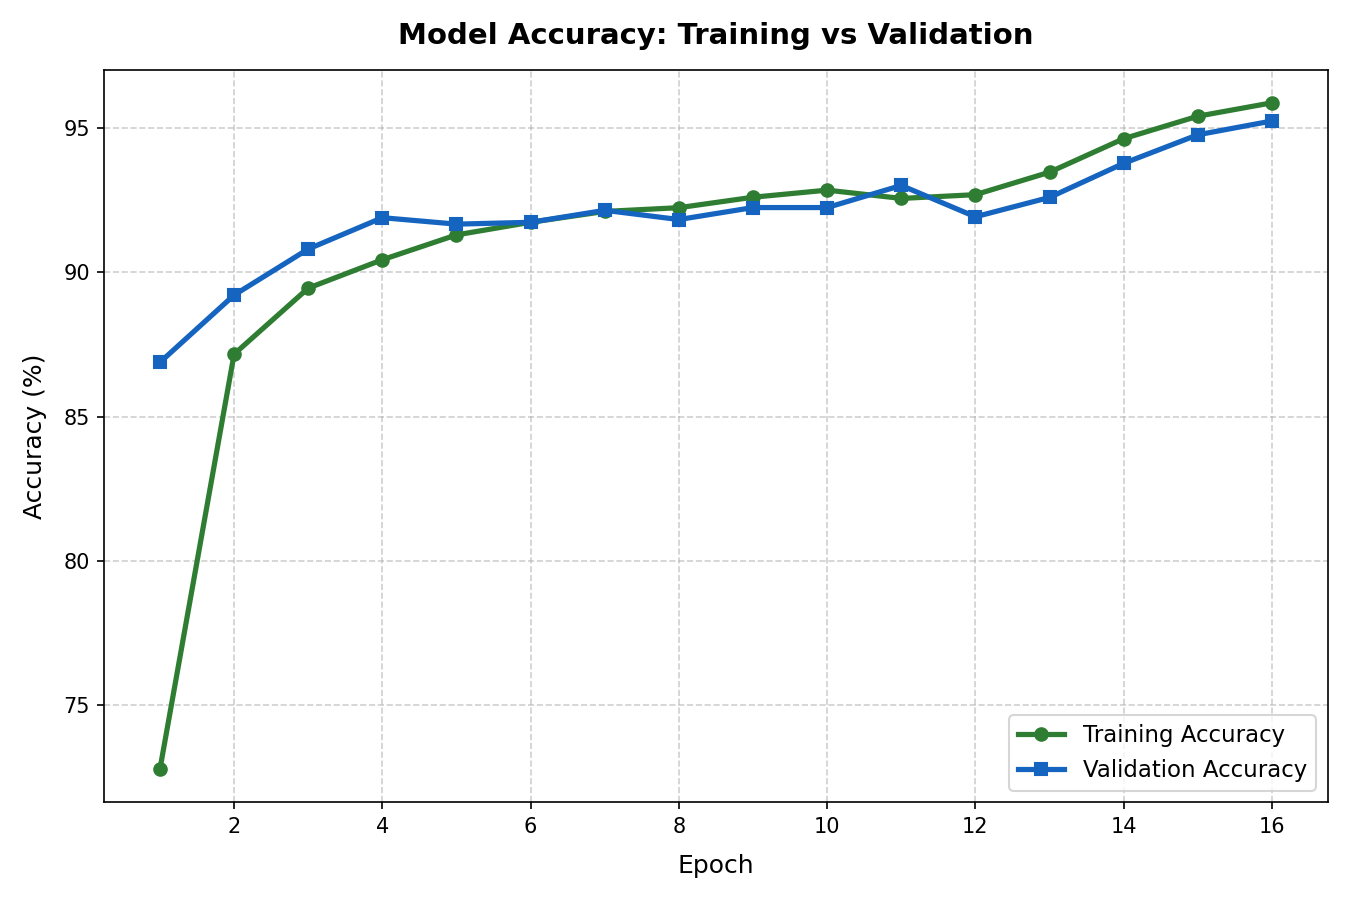 Model Accuracy: Training vs Validation
Accuracy (%)
95
90
85
80
75
Training Accuracy
Validation Accuracy
2 4 6 8 10 12 14 16
Epoch